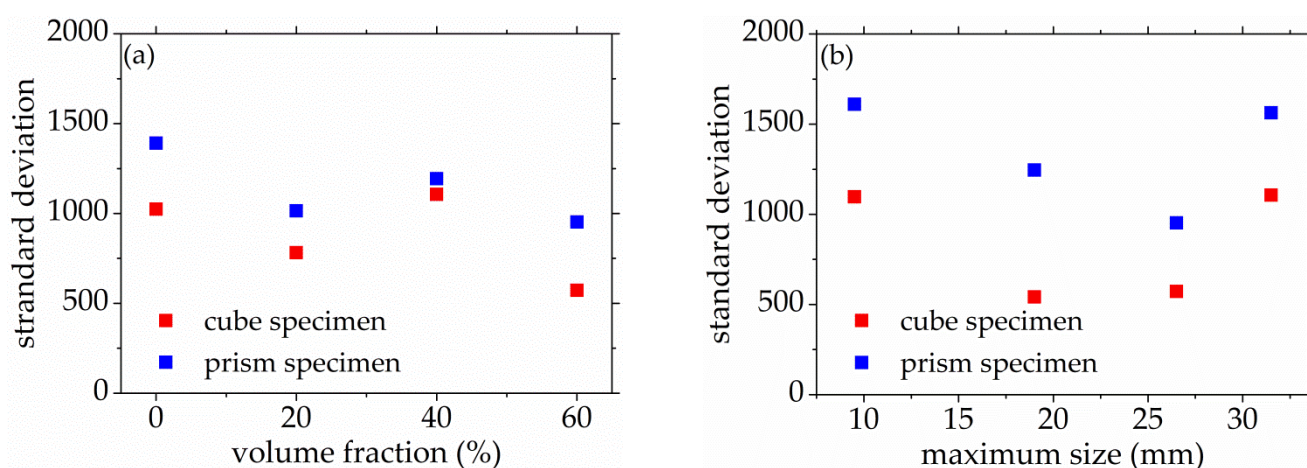 (a)
strandard deviation
2000
1500
1000
500
0
cube specimen
prism specimen
0 20 40 60
volume fraction (%)
(b)
standard deviation
2000
1500
1000
500
0
cube specimen
prism specimen
10 15 20 25 30
maximum size (mm)